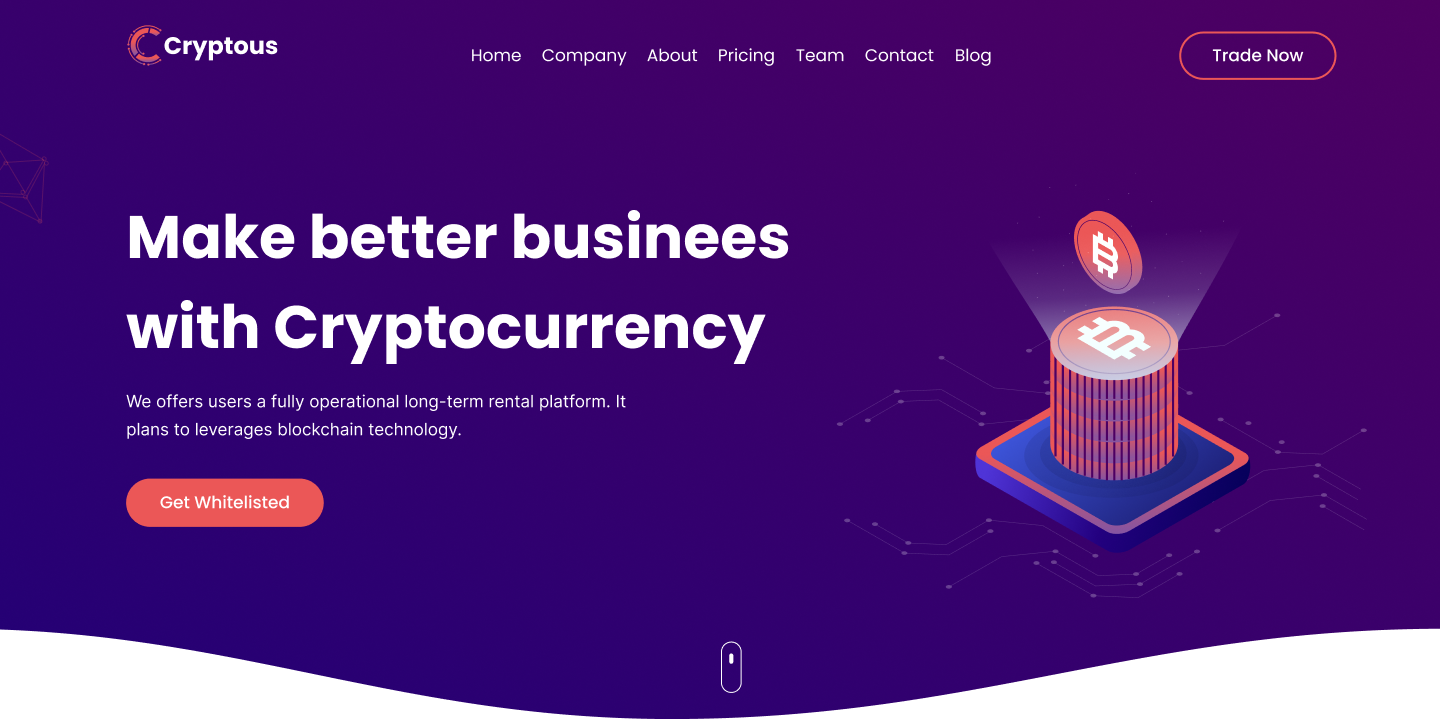 Cryptous
Home Company About Pricing Team Contact Blog
Trade Now
Make better businees
with Cryptocurrency
We offers users a fully operational long-term rental platform. It
plans to leverages blockchain technology.
Get Whitelisted